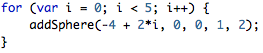 for (var i = 0; i < 5; i++) {
    addSphere(-4 + 2*i, 0, 0, 1, 2);
}